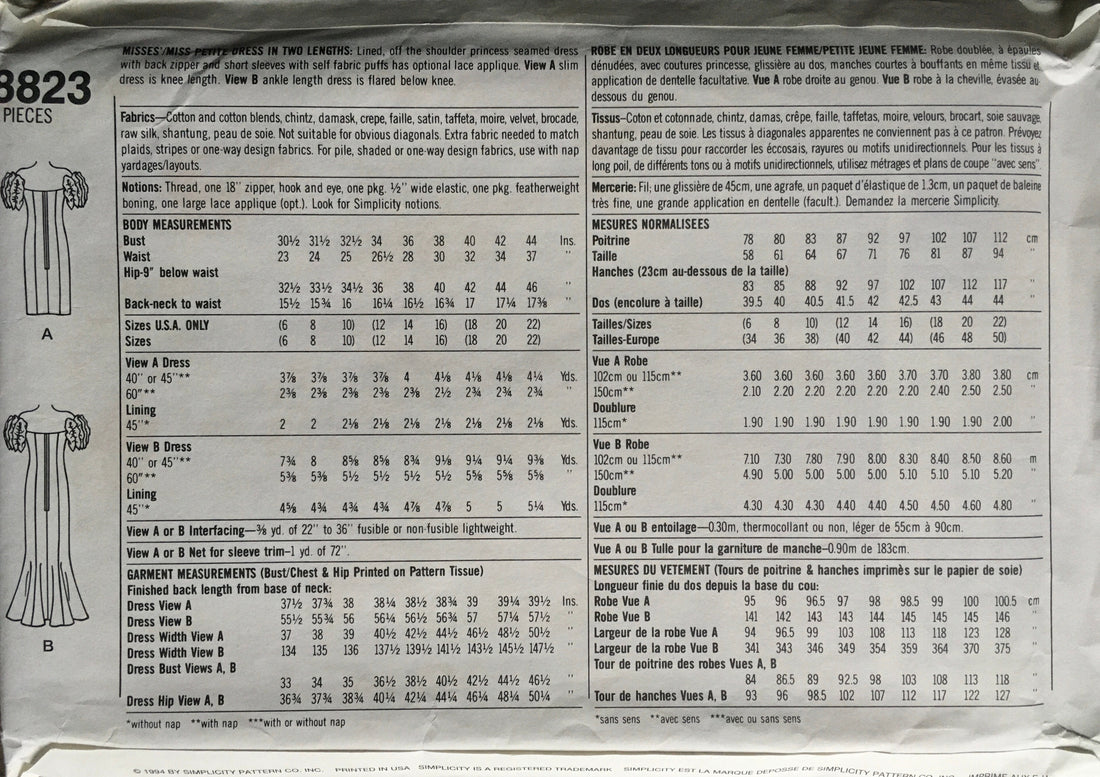 8823
PIECES
A
B
MISSES'/MISS PETITE DRESS IN TWO LENGTHS: Lined, off the shoulder princess seamed dress
with back zipper and short sleeves with self fabric puffs has optional lace applique. View A slim
dress is knee length. View B ankle length dress is flared below knee.
Fabrics—Cotton and cotton blends, chintz, damask, crepe, faille, satin, taffeta, moire, velvet, brocade,
raw silk, shantung, peau de soie. Not suitable for obvious diagonals. Extra fabric needed to match
plaids, stripes or one-way design fabrics. For pile, shaded or one-way design fabrics, use with nap
yardages/layouts.
Notions: Thread, one 18" zipper, hook and eye, one pkg. ½" wide elastic, one pkg. featherweight
boning, one large lace applique (opt.). Look for Simplicity notions.
BODY MEASUREMENTS
Bust 30½ 31½ 32½ 34 36 38 40 42 44 Ins.
Waist 23 24 25 26½ 28 30 32 34 37 "
Hip-9" below waist
32½ 33½ 34½ 36 38 40 42 44 46 "
Back-neck to waist 15½ 15¾ 16 16¼ 16½ 16¾ 17 17¼ 17⅜ "
Sizes U.S.A. ONLY (6 8 10) (12 14 16) (18 20 22)
Sizes (6 8 10) (12 14 16) (18 20 22)
View A Dress
40" or 45"** 3⅞ 3⅞ 3⅞ 3⅞ 4 4⅛ 4⅛ 4⅛ 4¼ Yds.
60"** 2⅜ 2⅜ 2⅜ 2⅜ 2⅜ 2½ 2¾ 2¾ 2¾ "
Lining
45"* 2 2 2⅛ 2⅛ 2⅛ 2⅛ 2⅛ 2⅛ 2⅛ Yds.
View B Dress
40" or 45"** 7¾ 8 8⅝ 8⅝ 8¾ 9⅛ 9¼ 9¼ 9⅜ Yds.
60"** 5⅜ 5⅜ 5½ 5½ 5½ 5½ 5⅝ 5⅝ 5⅝ "
Lining
45"* 4⅝ 4¾ 4¾ 4¾ 4⅞ 4⅞ 5 5 5¼ Yds.
View A or B Interfacing—⅜ yd. of 22" to 36" fusible or non-fusible lightweight.
View A or B Net for sleeve trim-1 yd. of 72".
GARMENT MEASUREMENTS (Bust/Chest & Hip Printed on Pattern Tissue)
Finished back length from base of neck:
Dress View A 37½ 37¾ 38 38¼ 38½ 38¾ 39 39¼ 39½ Ins.
Dress View B 55½ 55¾ 56 56¼ 56½ 56¾ 57 57¼ 57½ "
Dress Width View A 37 38 39 40½ 42½ 44½ 46½ 48½ 50½ "
Dress Width View B 134 135 136 137½ 139½ 141½ 143½ 145½ 147½ "
Dress Bust Views A, B
33 34 35 36½ 38½ 40½ 42½ 44½ 46½ "
Dress Hip View A, B 36¾ 37¾ 38¾ 40¼ 42¼ 44¼ 46¼ 48¼ 50¼ "
*without nap **with nap ***with or without nap
ROBE EN DEUX LONGUEURS POUR JEUNE FEMME/PETITE JEUNE FEMME: Robe doublée, à épaules
dénudées, avec coutures princesse, glissière au dos, manches courtes à bouffants en même tissu et
application de dentelle facultative. Vue A robe droite au genou. Vue B robe à la cheville, évasée au-
dessous du genou.
Tissus—Coton et cotonnade, chintz, damas, crêpe, faille, taffetas, moire, velours, brocart, soie sauvage,
shantung, peau de soie. Les tissus à diagonales apparentes ne conviennent pas à ce patron. Prévoyez
davantage de tissu pour raccorder les éccosais, rayures ou motifs unidirectionnels. Pour les tissus à
long poil, de différents tons ou à motifs unidirectionnels, utilisez métrages et plans de coupe "avec sens".
Mercerie: Fil; une glissière de 45cm, une agrafe, un paquet d'élastique de 1.3cm, un paquet de baleine
très fine, une grande application en dentelle (facult.). Demandez la mercerie Simplicity.
MESURES NORMALISEES
Poitrine 78 80 83 87 92 97 102 107 112 cm
Taille 58 61 64 67 71 76 81 87 94 "
Hanches (23cm au-dessous de la taille)
83 85 88 92 97 102 107 112 117 "
Dos (encolure à taille) 39.5 40 40.5 41.5 42 42.5 43 44 44 "
Tailles/Sizes (6 8 10) (12 14 16) (18 20 22)
Tailles-Europe (34 36 38) (40 42 44) (46 48 50)
Vue A Robe
102cm ou 115cm** 3.60 3.60 3.60 3.60 3.60 3.70 3.70 3.80 3.80 cm
150cm** 2.10 2.20 2.20 2.20 2.20 2.20 2.40 2.50 2.50 "
Doublure
115cm* 1.90 1.90 1.90 1.90 1.90 1.90 1.90 1.90 2.00 "
Vue B Robe
102cm ou 115cm** 7.10 7.30 7.80 7.90 8.00 8.30 8.40 8.50 8.60 m
150cm** 4.90 5.00 5.00 5.00 5.00 5.10 5.10 5.10 5.20 "
Doublure
115cm* 4.30 4.30 4.30 4.40 4.40 4.50 4.50 4.60 4.80 "
Vue A ou B entoilage—0.30m, thermocollant ou non, léger de 55cm à 90cm.
Vue A ou B Tulle pour la garniture de manche—0.90m de 183cm.
MESURES DU VETEMENT (Tours de poitrine & hanches imprimès sur le papier de soie)
Longueur finie du dos depuis la base du cou:
Robe Vue A 95 96 96.5 97 98 98.5 99 100 100.5 cm
Robe Vue B 141 142 143 143 144 145 145 145 146 "
Largeur de la robe Vue A 94 96.5 99 103 108 113 118 123 128 "
Largeur de la robe Vue B 341 343 346 349 354 359 364 370 375 "
Tour de poitrine des robes Vues A, B
84 86.5 89 92.5 98 103 108 113 118 "
Tour de hanches Vues A, B 93 96 98.5 102 107 112 117 122 127 "
*sans sens **avec sens ***avec ou sans sens
© 1994 BY SIMPLICITY PATTERN CO. INC. PRINTED IN USA SIMPLICITY IS A REGISTERED TRADEMARK SIMPLICITY EST LA MARQUE DEPOSSE DE SIMPLICITY PATTERN CO. INC.